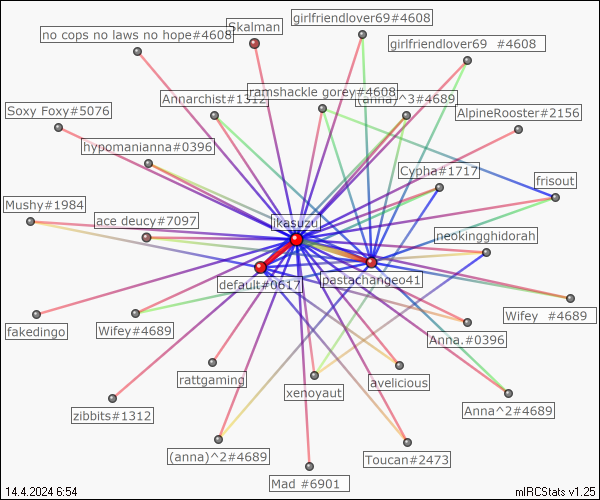 girlfriendlover69#4608
Skalman
no cops no laws no hope#4608
girlfriendlover69 #4608
ramshackle gorey#4608
Annarchist#1312
(anna)^3#4689
Soxy Foxy#5076
AlpineRooster#2156
hypomanianna#0396
Cypha#1717
frisout
Mushy#1984
ace deucy#7097
ikasuzu
neokingghidorah
default#0617
pastachangeo41
fakedingo
Wifey#4689
Wifey #4689
Anna.#0396
rattgaming
avelicious
xenoyaut
zibbits#1312
Anna^2#4689
(anna)^2#4689
Toucan#2473
Mad #6901
14.4.2024 6:54
mIRCStats v1.25